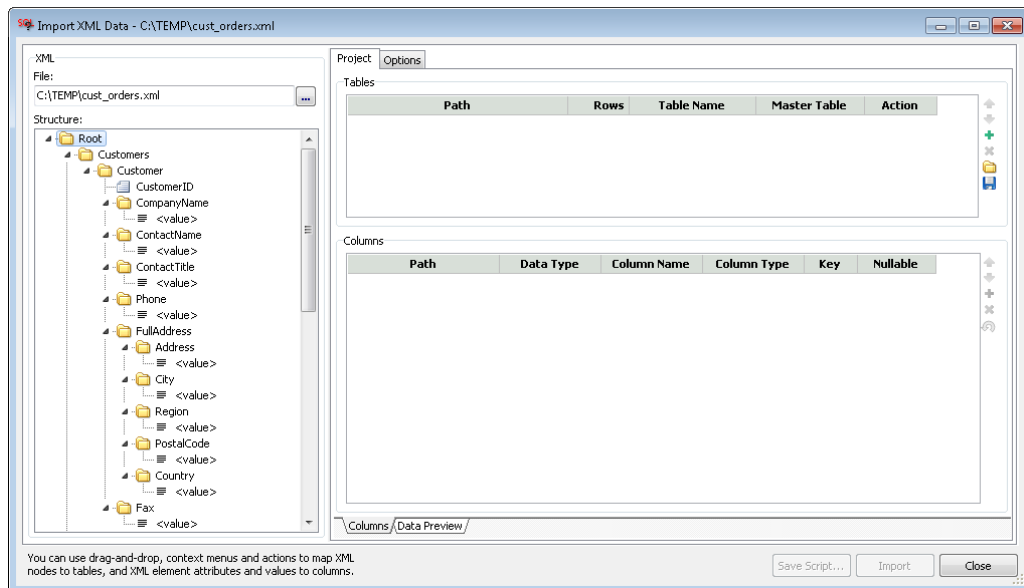 SQL Import XML Data - C:\TEMP\cust_orders.xml
XML
File:
C:\TEMP\cust_orders.xml ...
Structure:
Root
Customers
Customer
CustomerID
CompanyName
<value>
ContactName
<value>
ContactTitle
<value>
Phone
<value>
FullAddress
Address
<value>
City
<value>
Region
<value>
PostalCode
<value>
Country
<value>
Fax
<value>
Project Options
Tables
Path Rows Table Name Master Table Action
Columns
Path Data Type Column Name Column Type Key Nullable
Columns Data Preview
You can use drag-and-drop, context menus and actions to map XML
nodes to tables, and XML element attributes and values to columns.
Save Script... Import Close